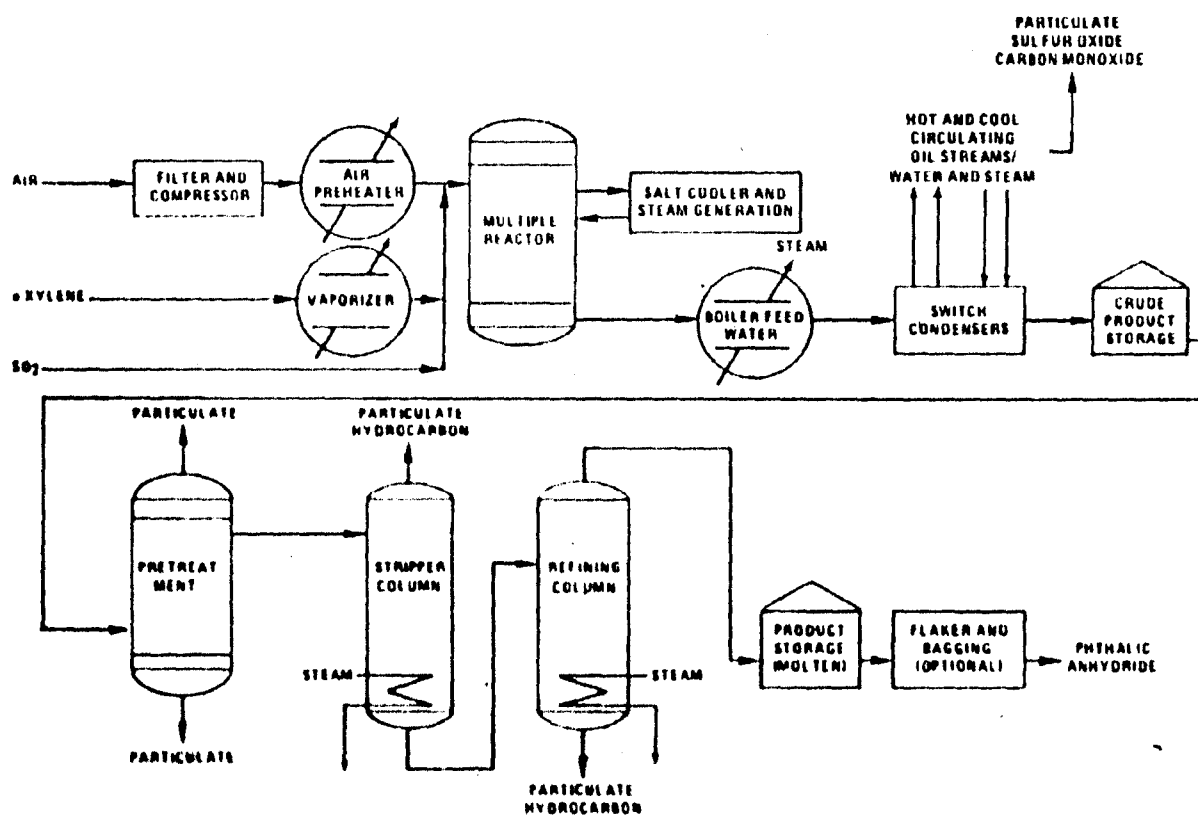 PARTICULATE
SULFUR OXIDE
CARBON MONOXIDE
HOT AND COOL
CIRCULATING
OIL STREAMS/
WATER AND STEAM
AIR
FILTER AND
COMPRESSOR
AIR
PREHEATER
MULTIPLE
REACTOR
SALT COOLER AND
STEAM GENERATION
o XYLENE
VAPORIZER
STEAM
BOILER FEED
WATER
SWITCH
CONDENSERS
CRUDE
PRODUCT
STORAGE
SO2
PARTICULATE
PARTICULATE
HYDROCARBON
PRETREAT
MENT
STRIPPER
COLUMN
REFINING
COLUMN
STEAM
STEAM
PRODUCT
STORAGE
(MOLTEN)
FLAKER AND
BAGGING
(OPTIONAL)
PHTHALIC
ANHYDRIDE
PARTICULATE
PARTICULATE
HYDROCARBON